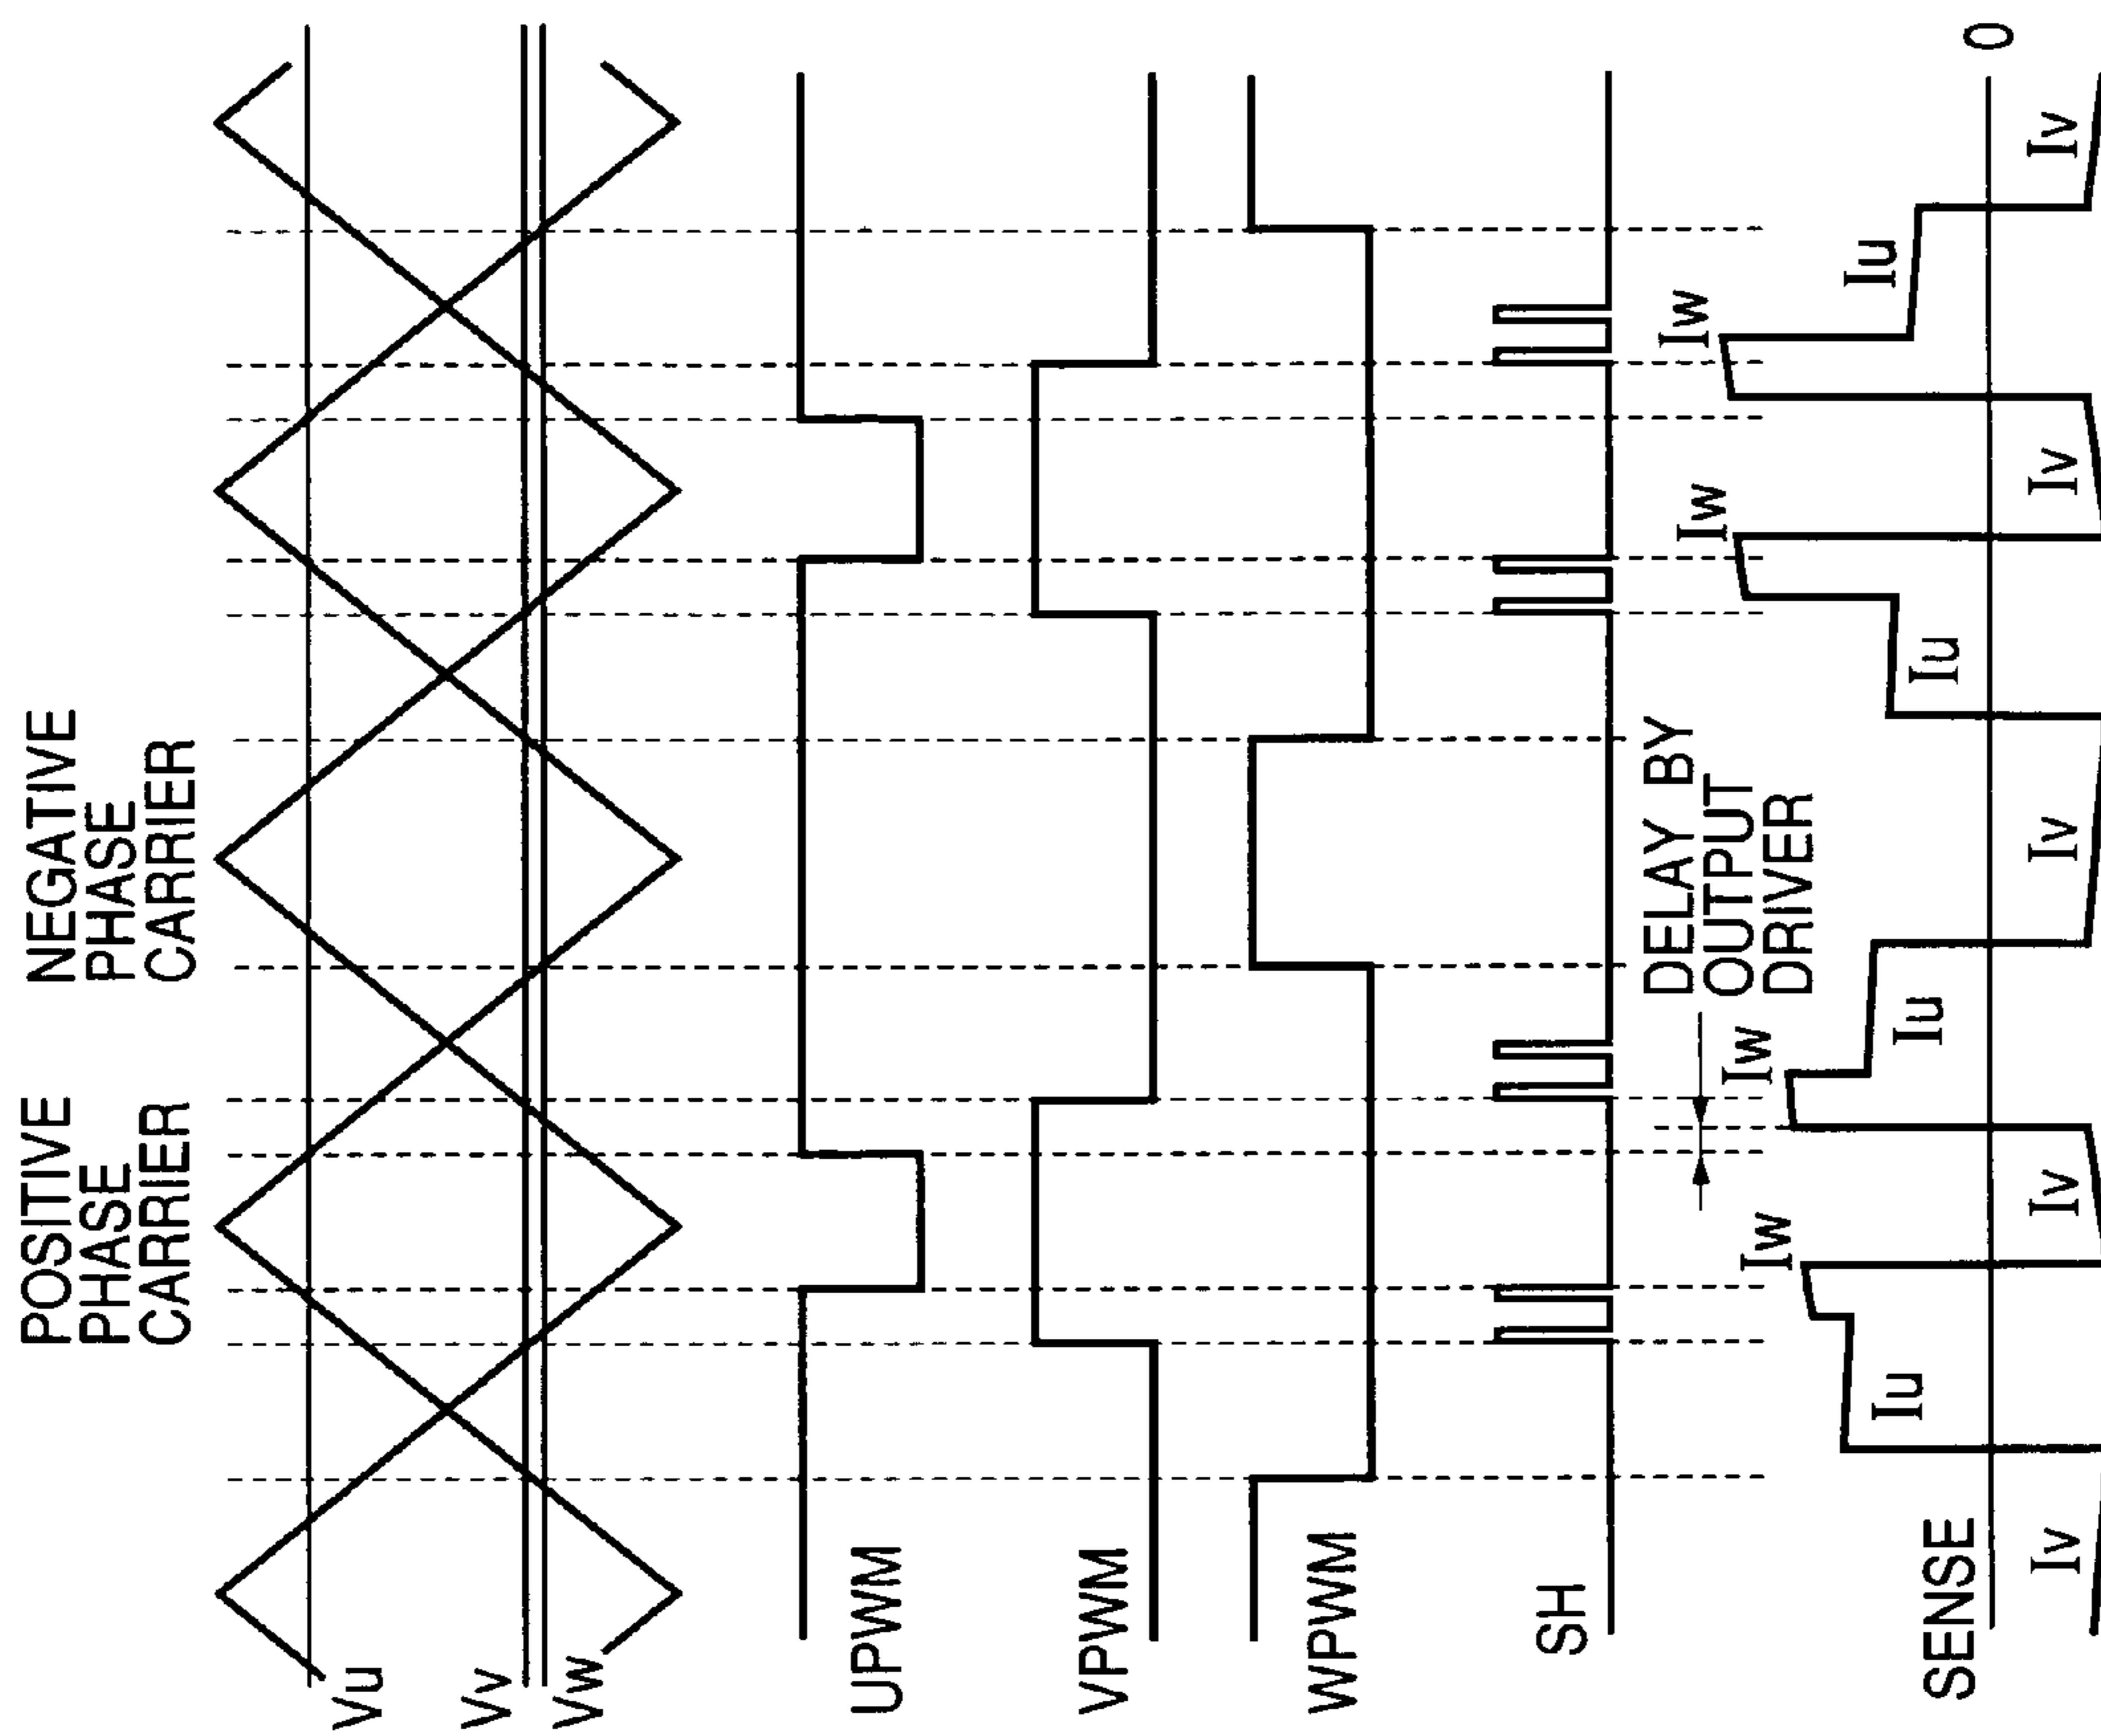 POSITIVE
PHASE
CARRIER
NEGATIVE
PHASE
CARRIER
Vu
Vv
Vw
UPWM
VPWM
WPWM
SH
DELAY BY
OUTPUT
DRIVER
SENSE
Iv
Iu
Iw
Iv
Iw
Iu
Iv
Iu
Iw
Iv
Iw
Iu
Iv
0